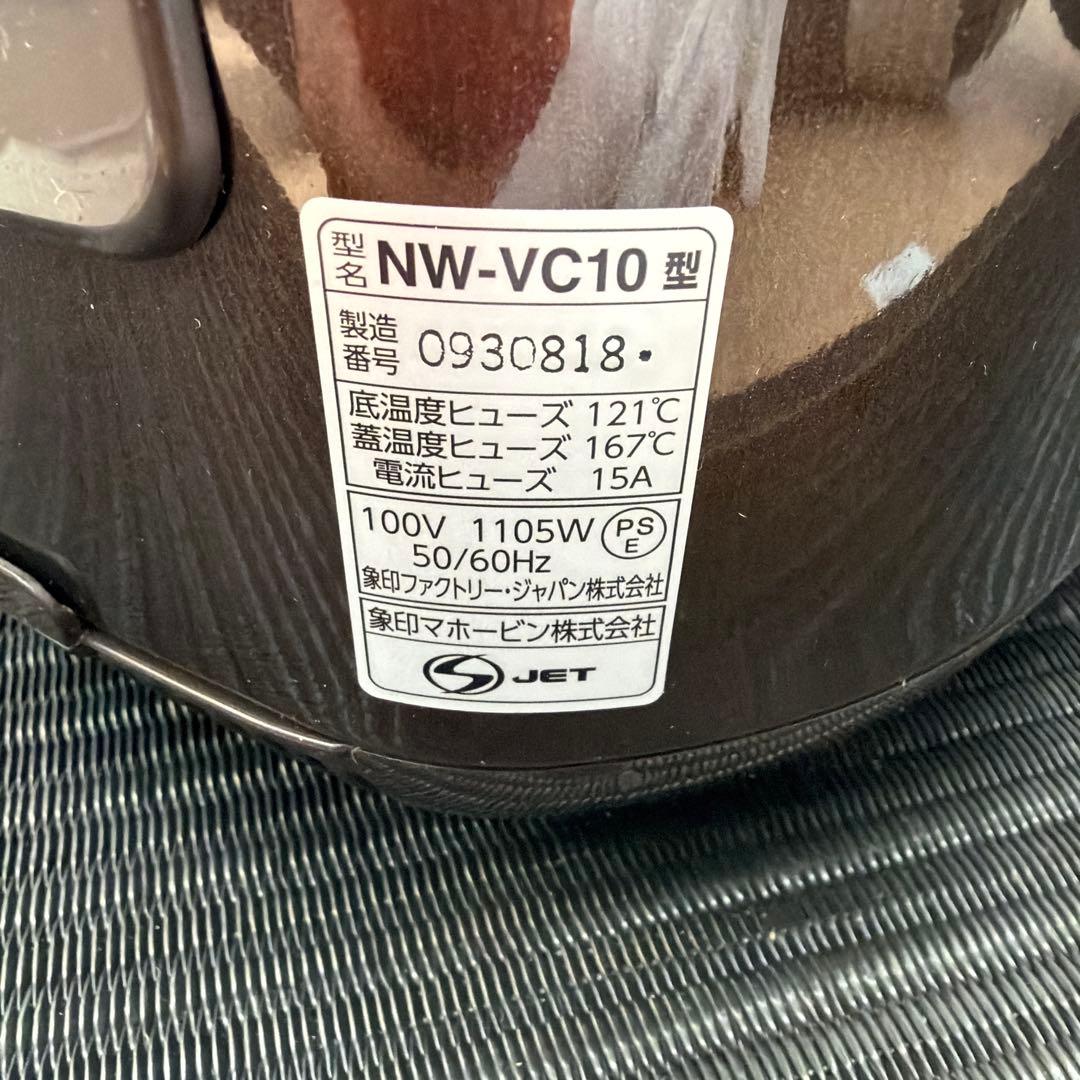 型名 NW-VC10 型
製造番号 0930818・
底温度ヒューズ 121℃
蓋温度ヒューズ 167℃
電流ヒューズ 15A
100V 1105W PSE
50/60Hz
象印ファクトリー・ジャパン株式会社
象印マホービン株式会社
S JET